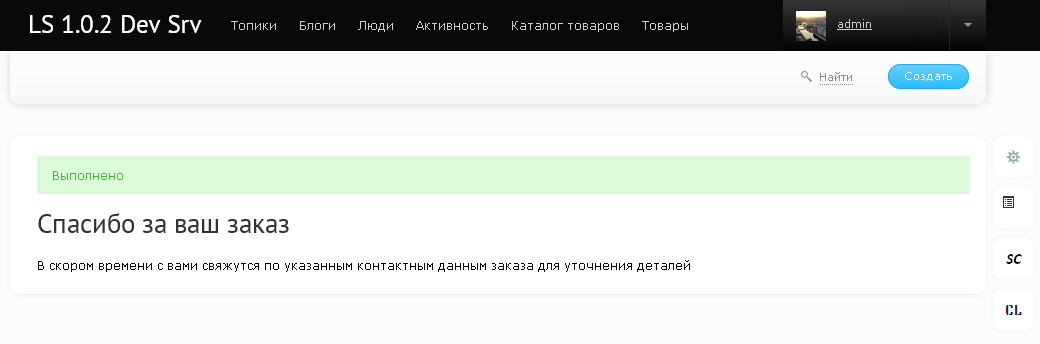 LS 1.0.2 Dev Srv Топики Блоги Люди Активность Каталог товаров Товары admin
Найти Создать
Выполнено
Спасибо за ваш заказ
В скором времени с вами свяжутся по указанным контактным данным заказа для уточнения деталей
SC
CL